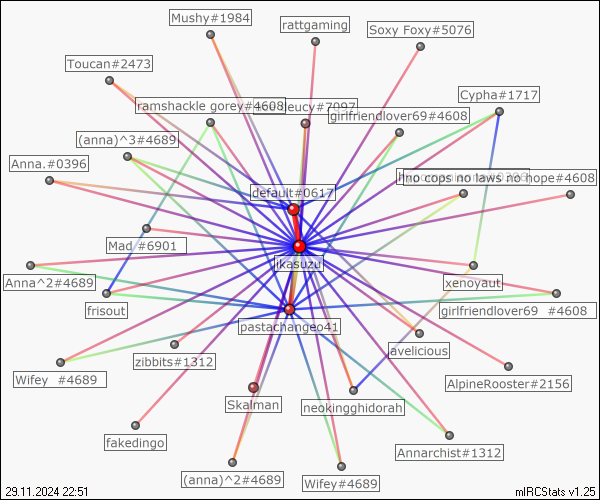 Mushy#1984
rattgaming
Soxy Foxy#5076
Toucan#2473
Cypha#1717
ramshackle gorey#4608
leucy#7097
girlfriendlover69#4608
(anna)^3#4689
Anna.#0396
no cops no laws no hope#4608
default#0617
Mad #6901
ikasuzu
Anna^2#4689
xenoyaut
frisout
girlfriendlover69 #4608
pastachangeo41
avelicious
zibbits#1312
Wifey #4689
AlpineRooster#2156
Skalman
neokingghidorah
fakedingo
Annarchist#1312
(anna)^2#4689
Wifey#4689
29.11.2024 22:51
mIRCStats v1.25